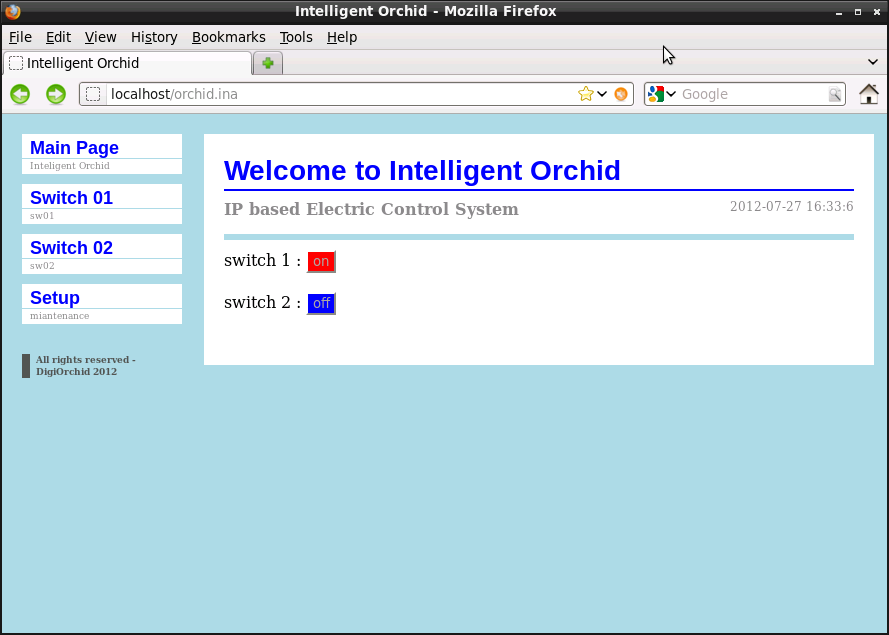 Intelligent Orchid - Mozilla Firefox
File Edit View History Bookmarks Tools Help
Intelligent Orchid
localhost/orchid.ina
Google
Main Page
Inteligent Orchid
Switch 01
sw01
Switch 02
sw02
Setup
miantenance
All rights reserved -
DigiOrchid 2012
Welcome to Intelligent Orchid
IP based Electric Control System
2012-07-27 16:33:6
switch 1 : on
switch 2 : off